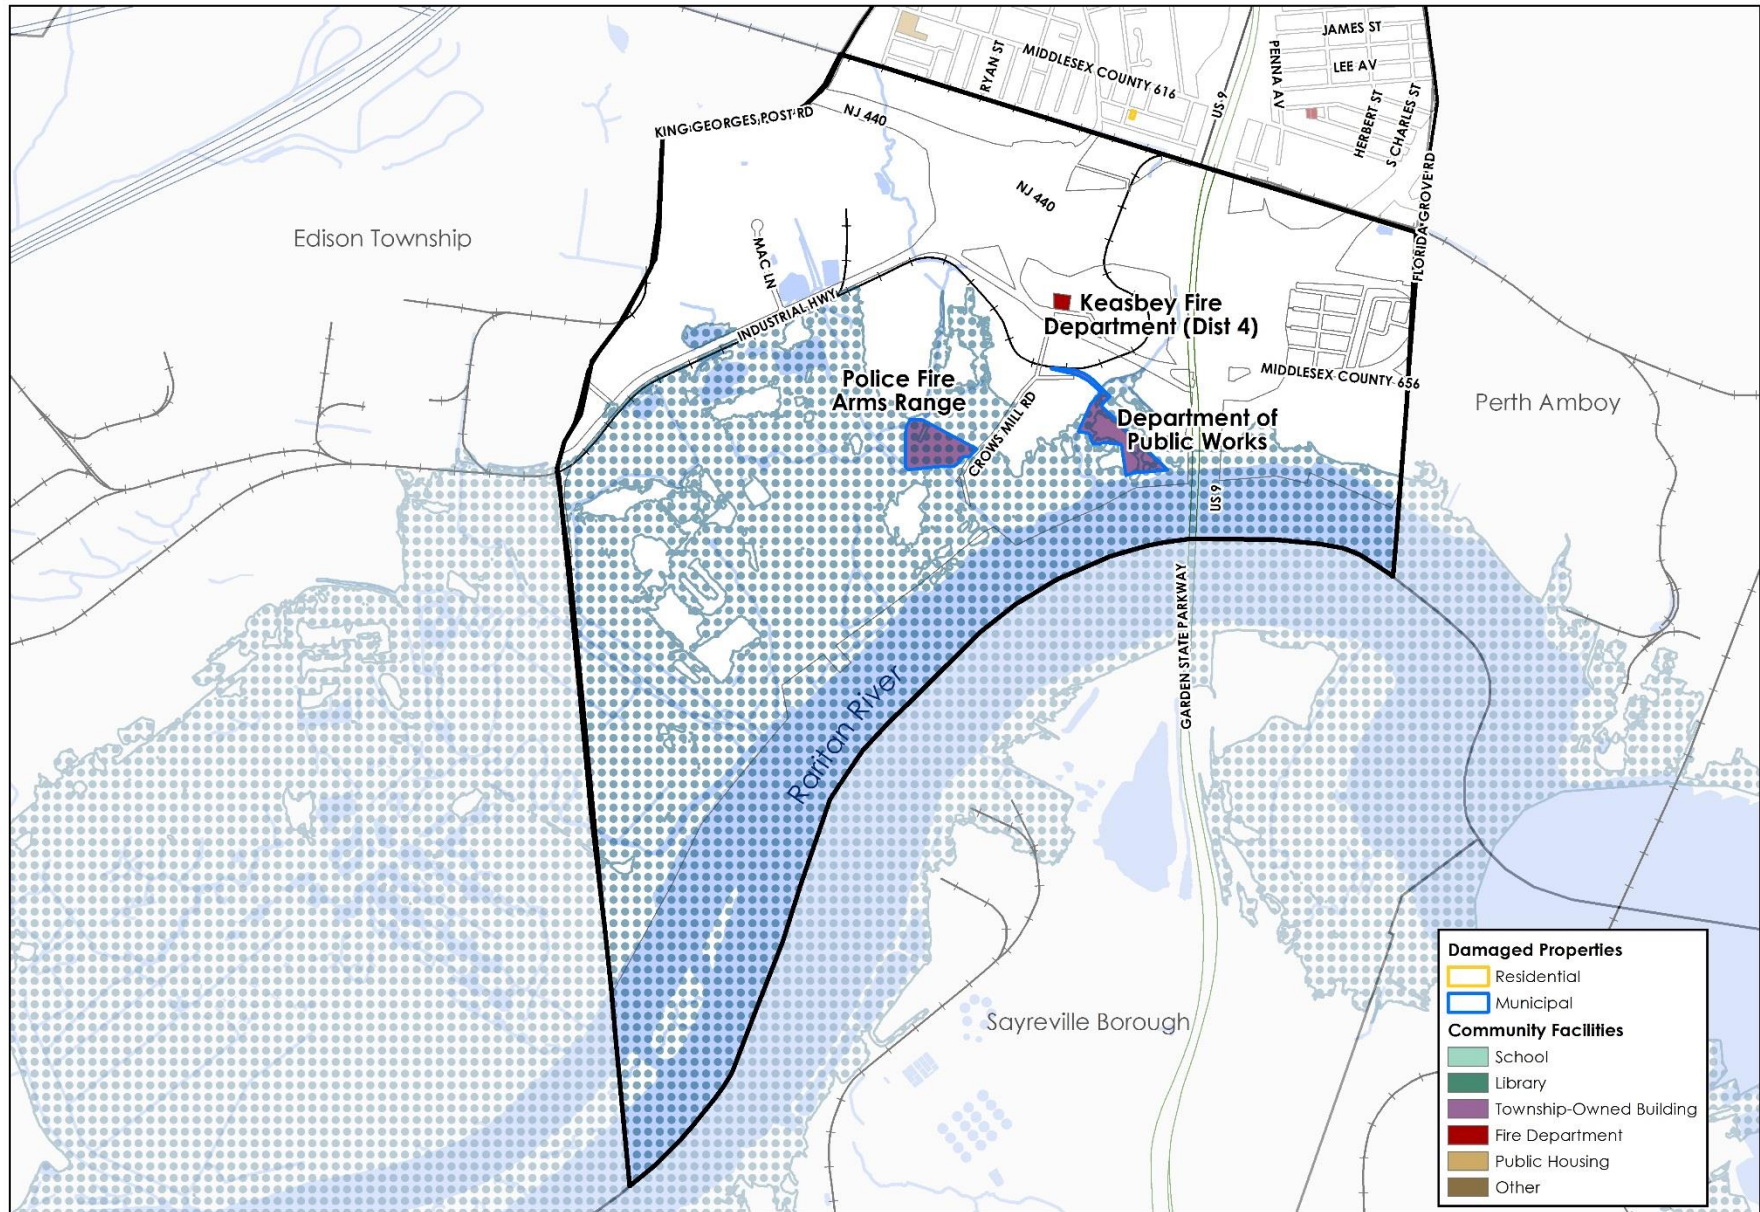 JAMES ST
LEE AV
PENNA AV
HERBERT ST
S CHARLES ST
RYAN ST
MIDDLESEX COUNTY 616
US 9
KING GEORGES POST RD
NJ 440
NJ 440
FLORIDA GROVE RD
Edison Township
MAC LN
INDUSTRIAL HWY
Keasbey Fire
Department (Dist 4)
MIDDLESEX COUNTY 656
Police Fire
Arms Range
CROWS MILL RD
Department of
Public Works
Perth Amboy
US 9
GARDEN STATE PARKWAY
Raritan River
Sayreville Borough
Damaged Properties
Residential
Municipal
Community Facilities
School
Library
Township-Owned Building
Fire Department
Public Housing
Other